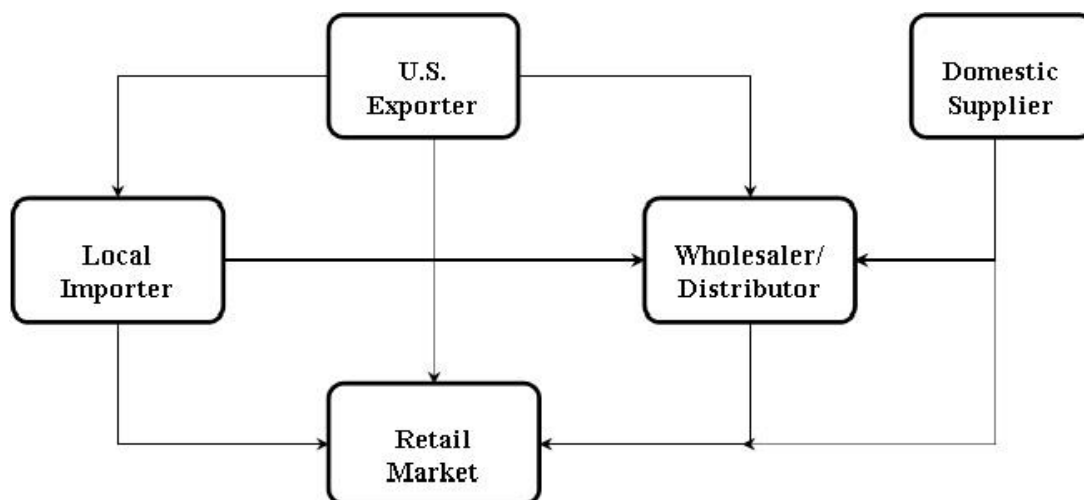 U.S.
Exporter
Domestic
Supplier
Local
Importer
Wholesaler/
Distributor
Retail
Market